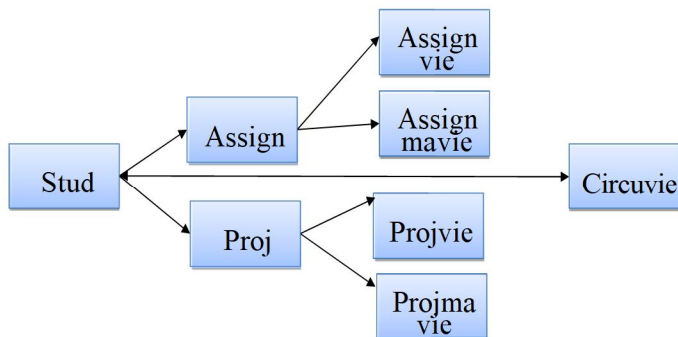 Assign
vie
Assign
Assign
mavie
Stud
Circuvie
Proj
Projvie
Projma
vie